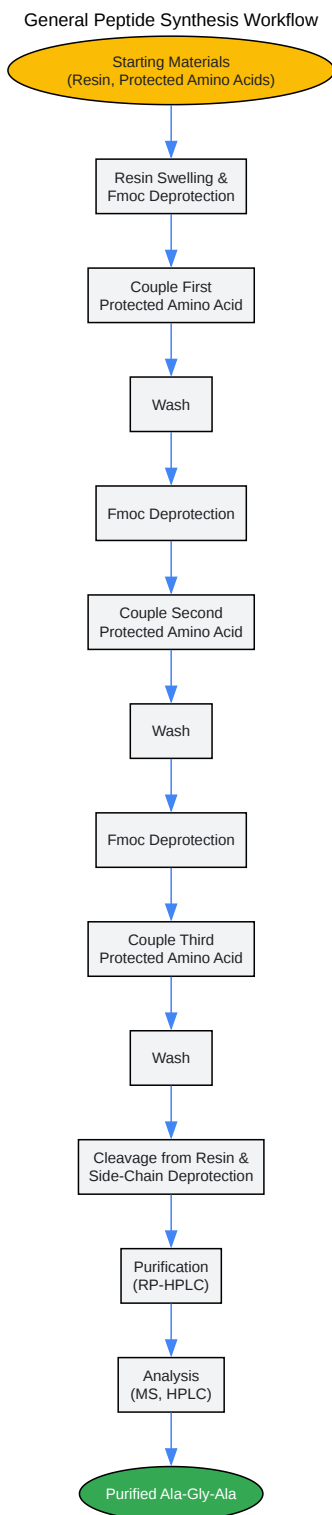 General Peptide Synthesis Workflow
Starting Materials
(Resin, Protected Amino Acids)
Resin Swelling &
Fmoc Deprotection
Couple First
Protected Amino Acid
Wash
Fmoc Deprotection
Couple Second
Protected Amino Acid
Wash
Fmoc Deprotection
Couple Third
Protected Amino Acid
Wash
Cleavage from Resin &
Side-Chain Deprotection
Purification
(RP-HPLC)
Analysis
(MS, HPLC)
Purified Ala-Gly-Ala